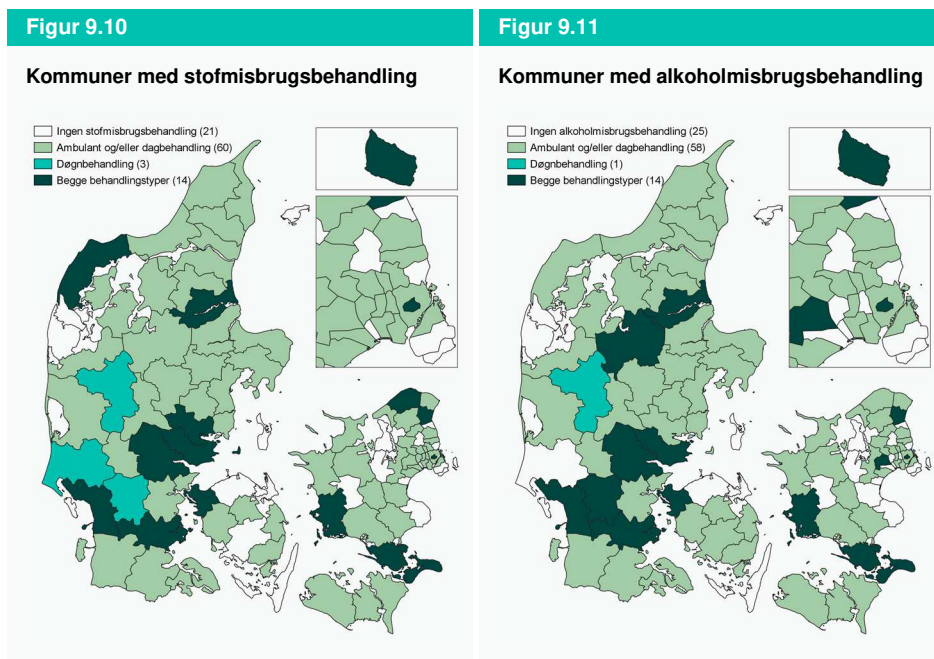 Figur 9.10
Kommuner med stofmisbrugsbehandling
Ingen stofmisbrugsbehandling (21)
Ambulant og/eller dagbehandling (60)
Døgnbehandling (3)
Begge behandlingstyper (14)
Figur 9.11
Kommuner med alkoholmisbrugsbehandling
Ingen alkoholmisbrugsbehandling (25)
Ambulant og/eller dagbehandling (58)
Døgnbehandling (1)
Begge behandlingstyper (14)